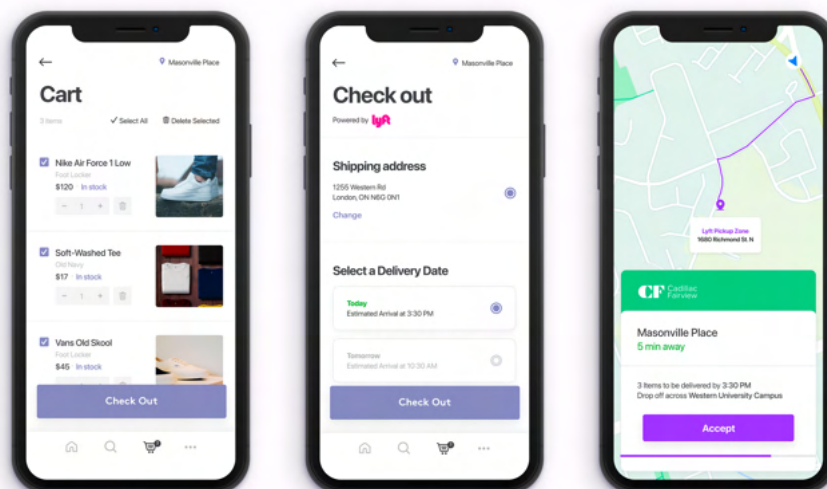 Masonville Place
Cart
3 items
Select All
Delete Selected
Nike Air Force 1 Low
Foot Locker
$120 · In stock
− 1 +
Soft-Washed Tee
Old Navy
$17 · In stock
− 1 +
Vans Old Skool
Foot Locker
$45 · In stock
Check Out
Masonville Place
Check out
Powered by lyft
Shipping address
1255 Western Rd
London, ON N6G 0N1
Change
Select a Delivery Date
Today
Estimated Arrival at 3:30 PM
Tomorrow
Estimated Arrival at 10:30 AM
Check Out
Lyft Pickup Zone
1680 Richmond St. N
CF Cadillac
Fairview
Masonville Place
5 min away
3 Items to be delivered by 3:30 PM
Drop off across Western University Campus
Accept